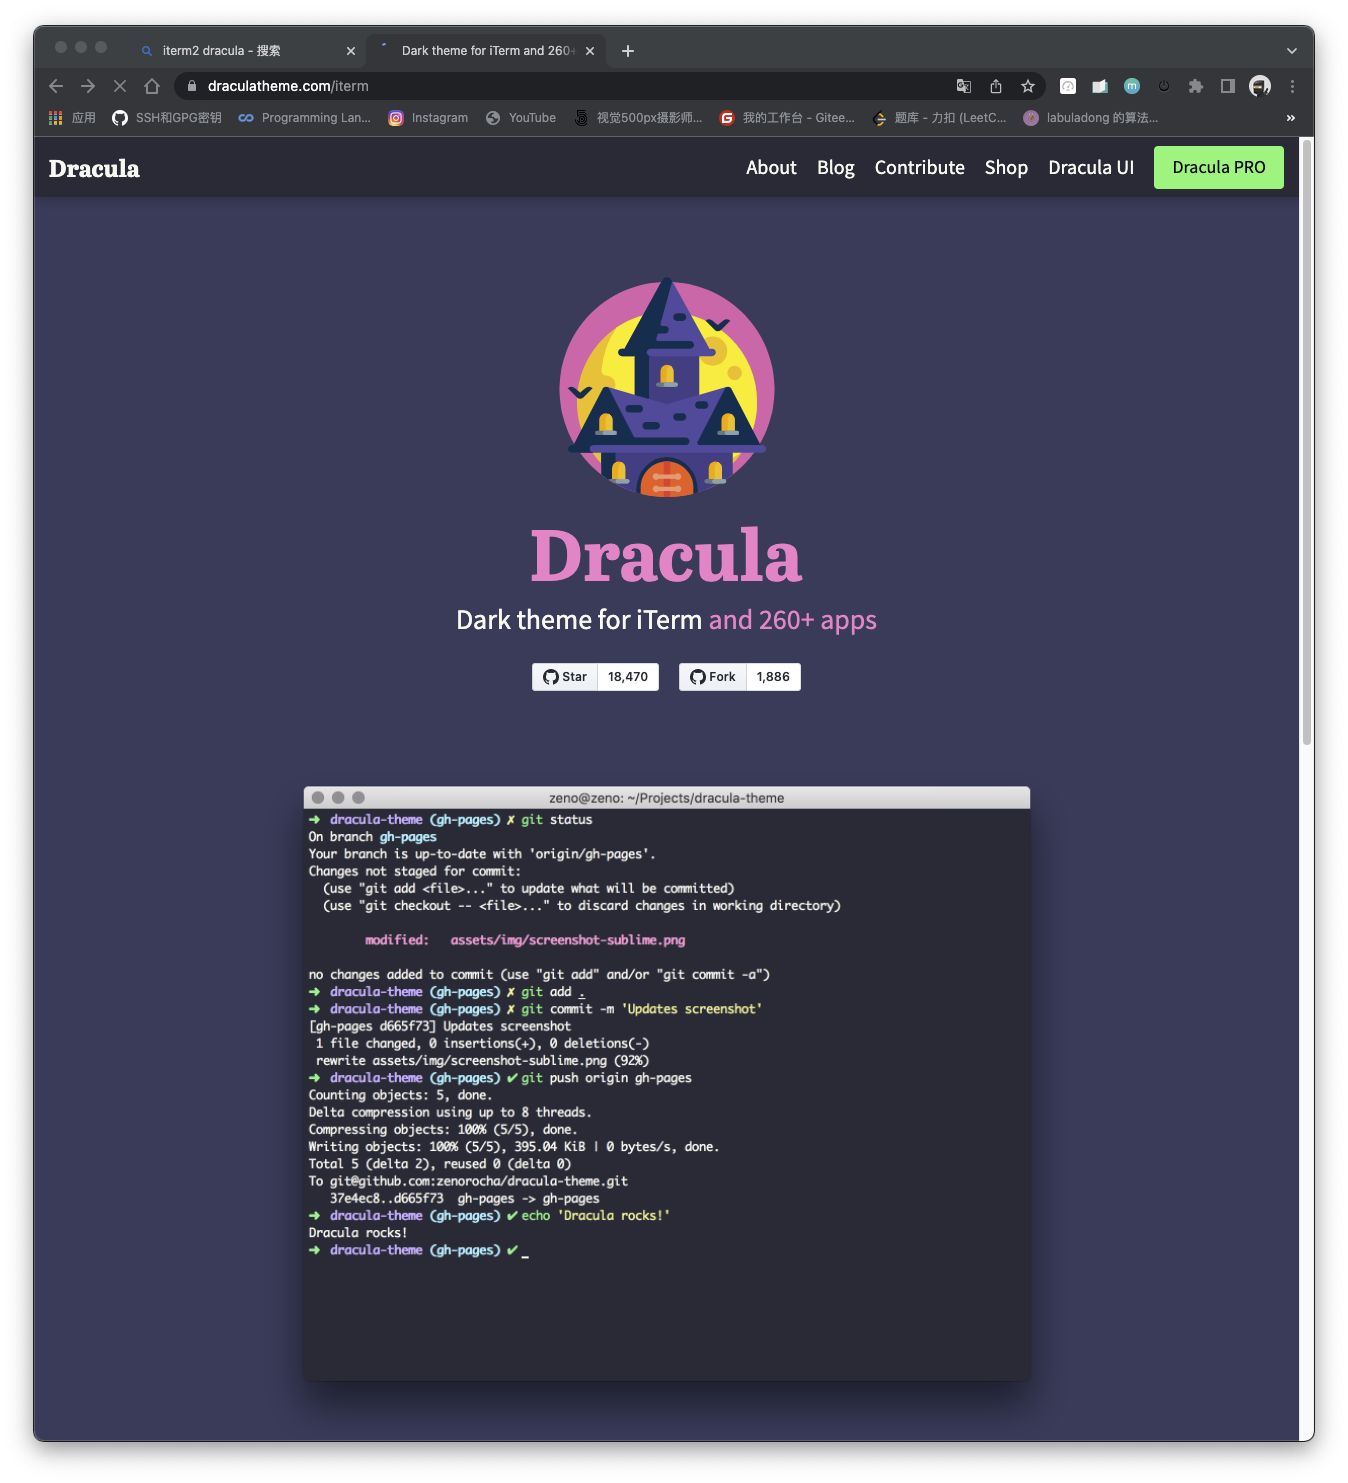 iterm2 dracula - 搜索
Dark theme for iTerm and 260+
draculatheme.com/iterm
应用
SSH和GPG密钥
Programming Lan...
Instagram
YouTube
视觉500px摄影师...
我的工作台 - Gitee...
题库 - 力扣 (LeetC...
labuladong 的算法...
Dracula
About
Blog
Contribute
Shop
Dracula UI
Dracula PRO
Dracula
Dark theme for iTerm and 260+ apps
Star 18,470
Fork 1,886
zeno@zeno: ~/Projects/dracula-theme
➜ dracula-theme (gh-pages) ✗ git status
On branch gh-pages
Your branch is up-to-date with 'origin/gh-pages'.
Changes not staged for commit:
(use "git add <file>..." to update what will be committed)
(use "git checkout -- <file>..." to discard changes in working directory)
modified: assets/img/screenshot-sublime.png
no changes added to commit (use "git add" and/or "git commit -a")
➜ dracula-theme (gh-pages) ✗ git add .
➜ dracula-theme (gh-pages) ✗ git commit -m 'Updates screenshot'
[gh-pages d665f73] Updates screenshot
1 file changed, 0 insertions(+), 0 deletions(-)
rewrite assets/img/screenshot-sublime.png (92%)
➜ dracula-theme (gh-pages) ✔ git push origin gh-pages
Counting objects: 5, done.
Delta compression using up to 8 threads.
Compressing objects: 100% (5/5), done.
Writing objects: 100% (5/5), 395.04 KiB | 0 bytes/s, done.
Total 5 (delta 2), reused 0 (delta 0)
To git@github.com:zenorocha/dracula-theme.git
37e4ec8..d665f73 gh-pages -> gh-pages
➜ dracula-theme (gh-pages) ✔ echo 'Dracula rocks!'
Dracula rocks!
➜ dracula-theme (gh-pages) ✔ _